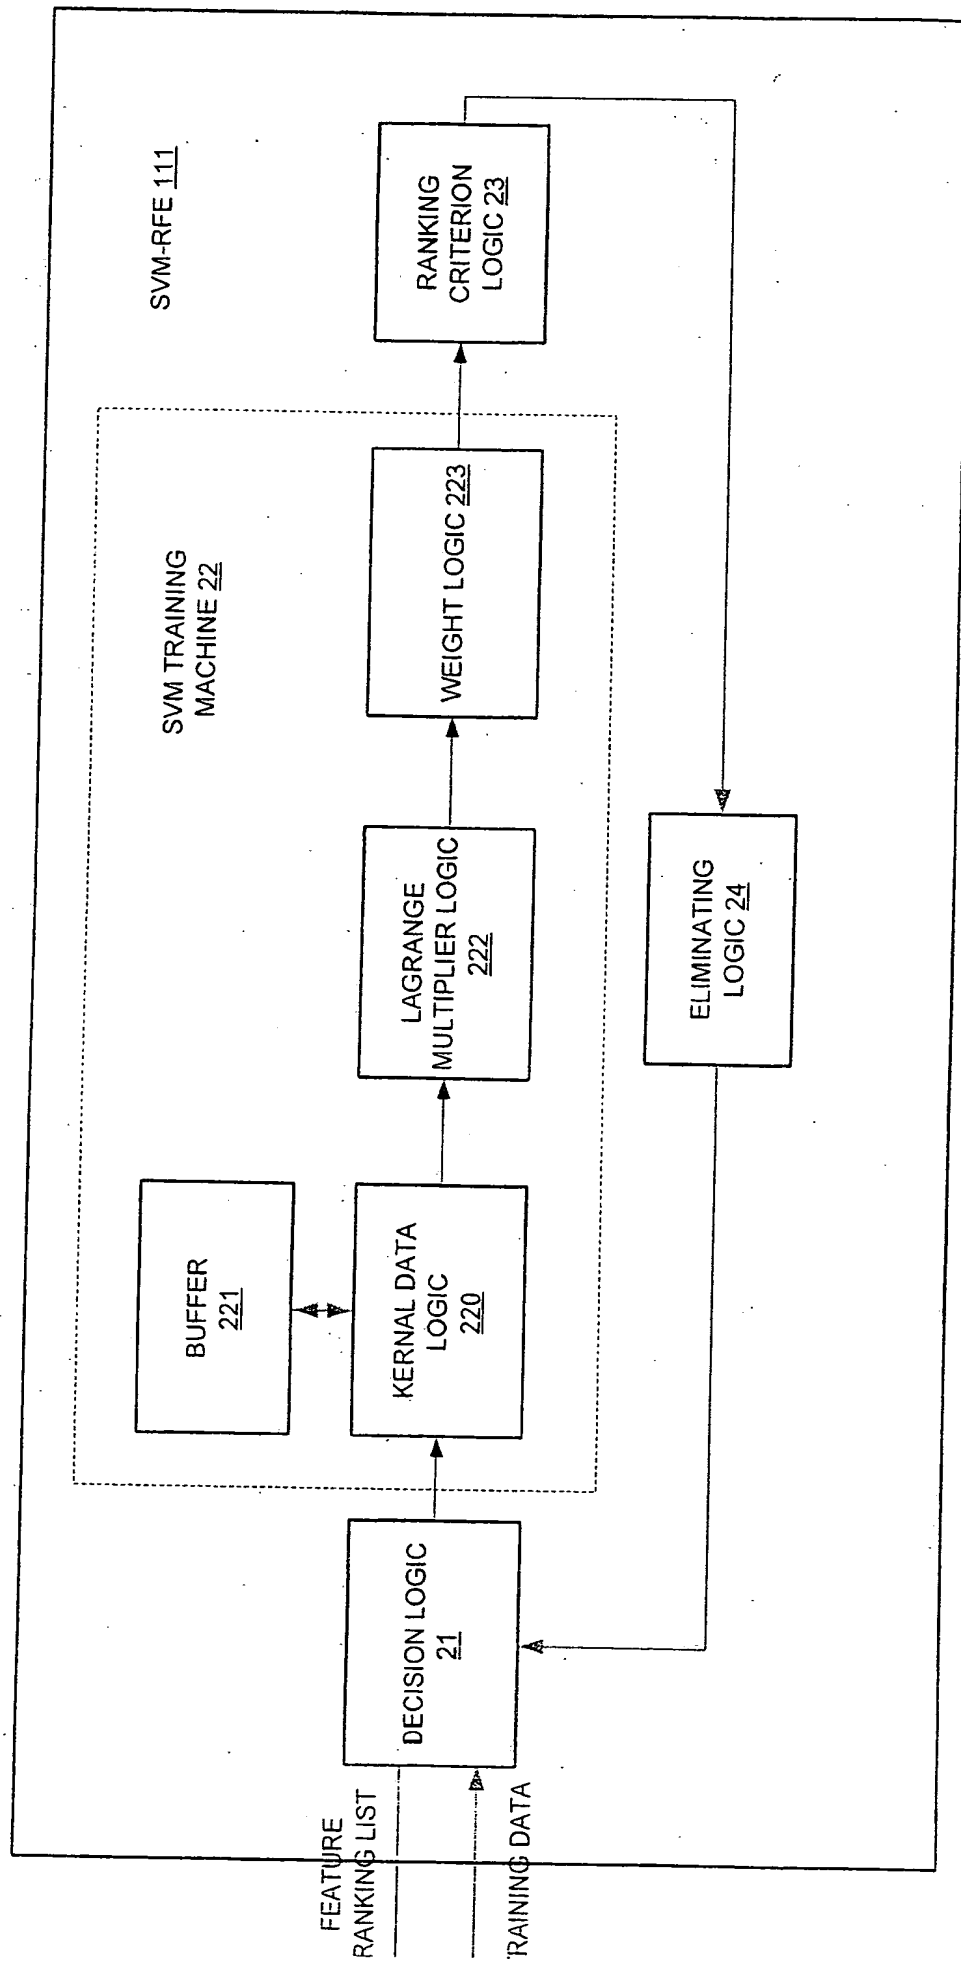 SVM-RFE 111
SVM TRAINING
MACHINE 22
BUFFER
221
FEATURE
RANKING LIST
TRAINING DATA
DECISION LOGIC
21
KERNAL DATA
LOGIC
220
LAGRANGE
MULTIPLIER LOGIC
222
WEIGHT LOGIC 223
RANKING
CRITERION
LOGIC 23
ELIMINATING
LOGIC 24